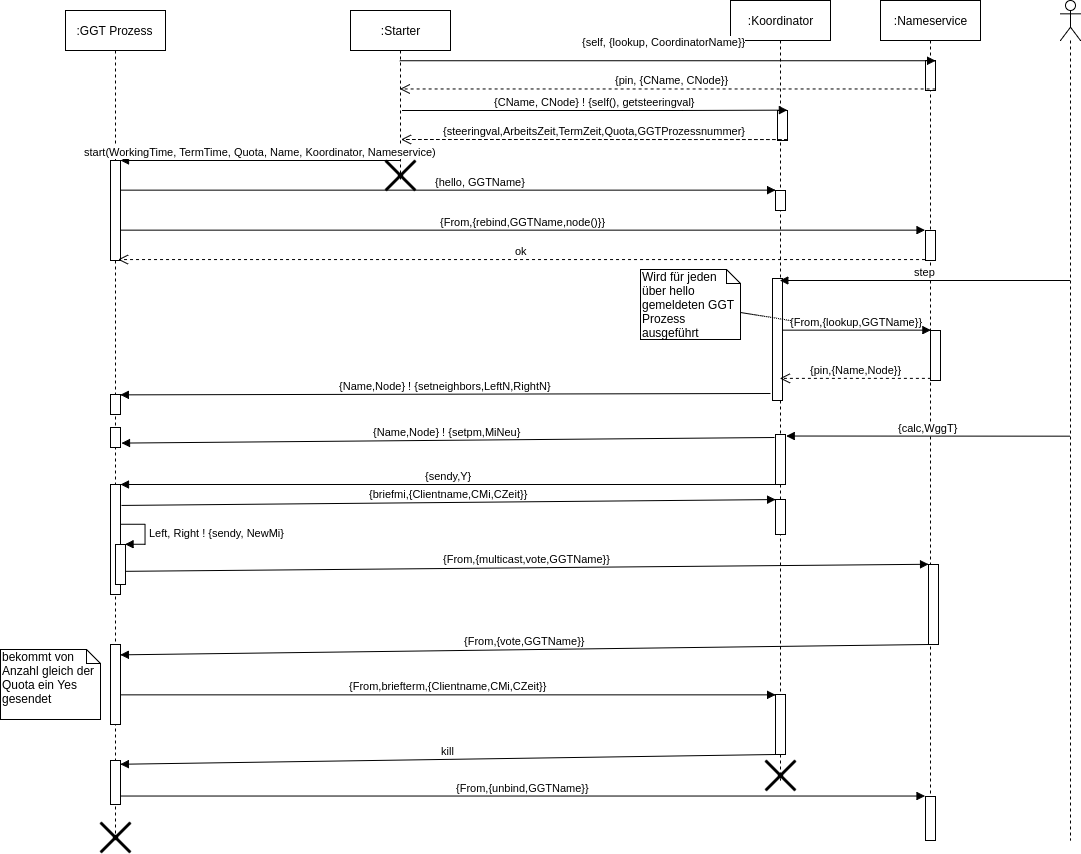 :GGT Prozess
:Starter
:Koordinator
:Nameservice
{self, {lookup, CoordinatorName}}
{pin, {CName, CNode}}
{CName, CNode} ! {self(), getsteeringval}
{steeringval,ArbeitsZeit,TermZeit,Quota,GGTProzessnummer}
start(WorkingTime, TermTime, Quota, Name, Koordinator, Nameservice)
{hello, GGTName}
{From,{rebind,GGTName,node()}}
ok
step
Wird für jeden
über hello
gemeldeten GGT
Prozess
ausgeführt
{From,{lookup,GGTName}}
{pin,{Name,Node}}
{Name,Node} ! {setneighbors,LeftN,RightN}
{calc,WggT}
{Name,Node} ! {setpm,MiNeu}
{sendy,Y}
{briefmi,{Clientname,CMi,CZeit}}
Left, Right ! {sendy, NewMi}
{From,{multicast,vote,GGTName}}
{From,{vote,GGTName}}
bekommt von
Anzahl gleich der
Quota ein Yes
gesendet
{From,briefterm,{Clientname,CMi,CZeit}}
kill
{From,{unbind,GGTName}